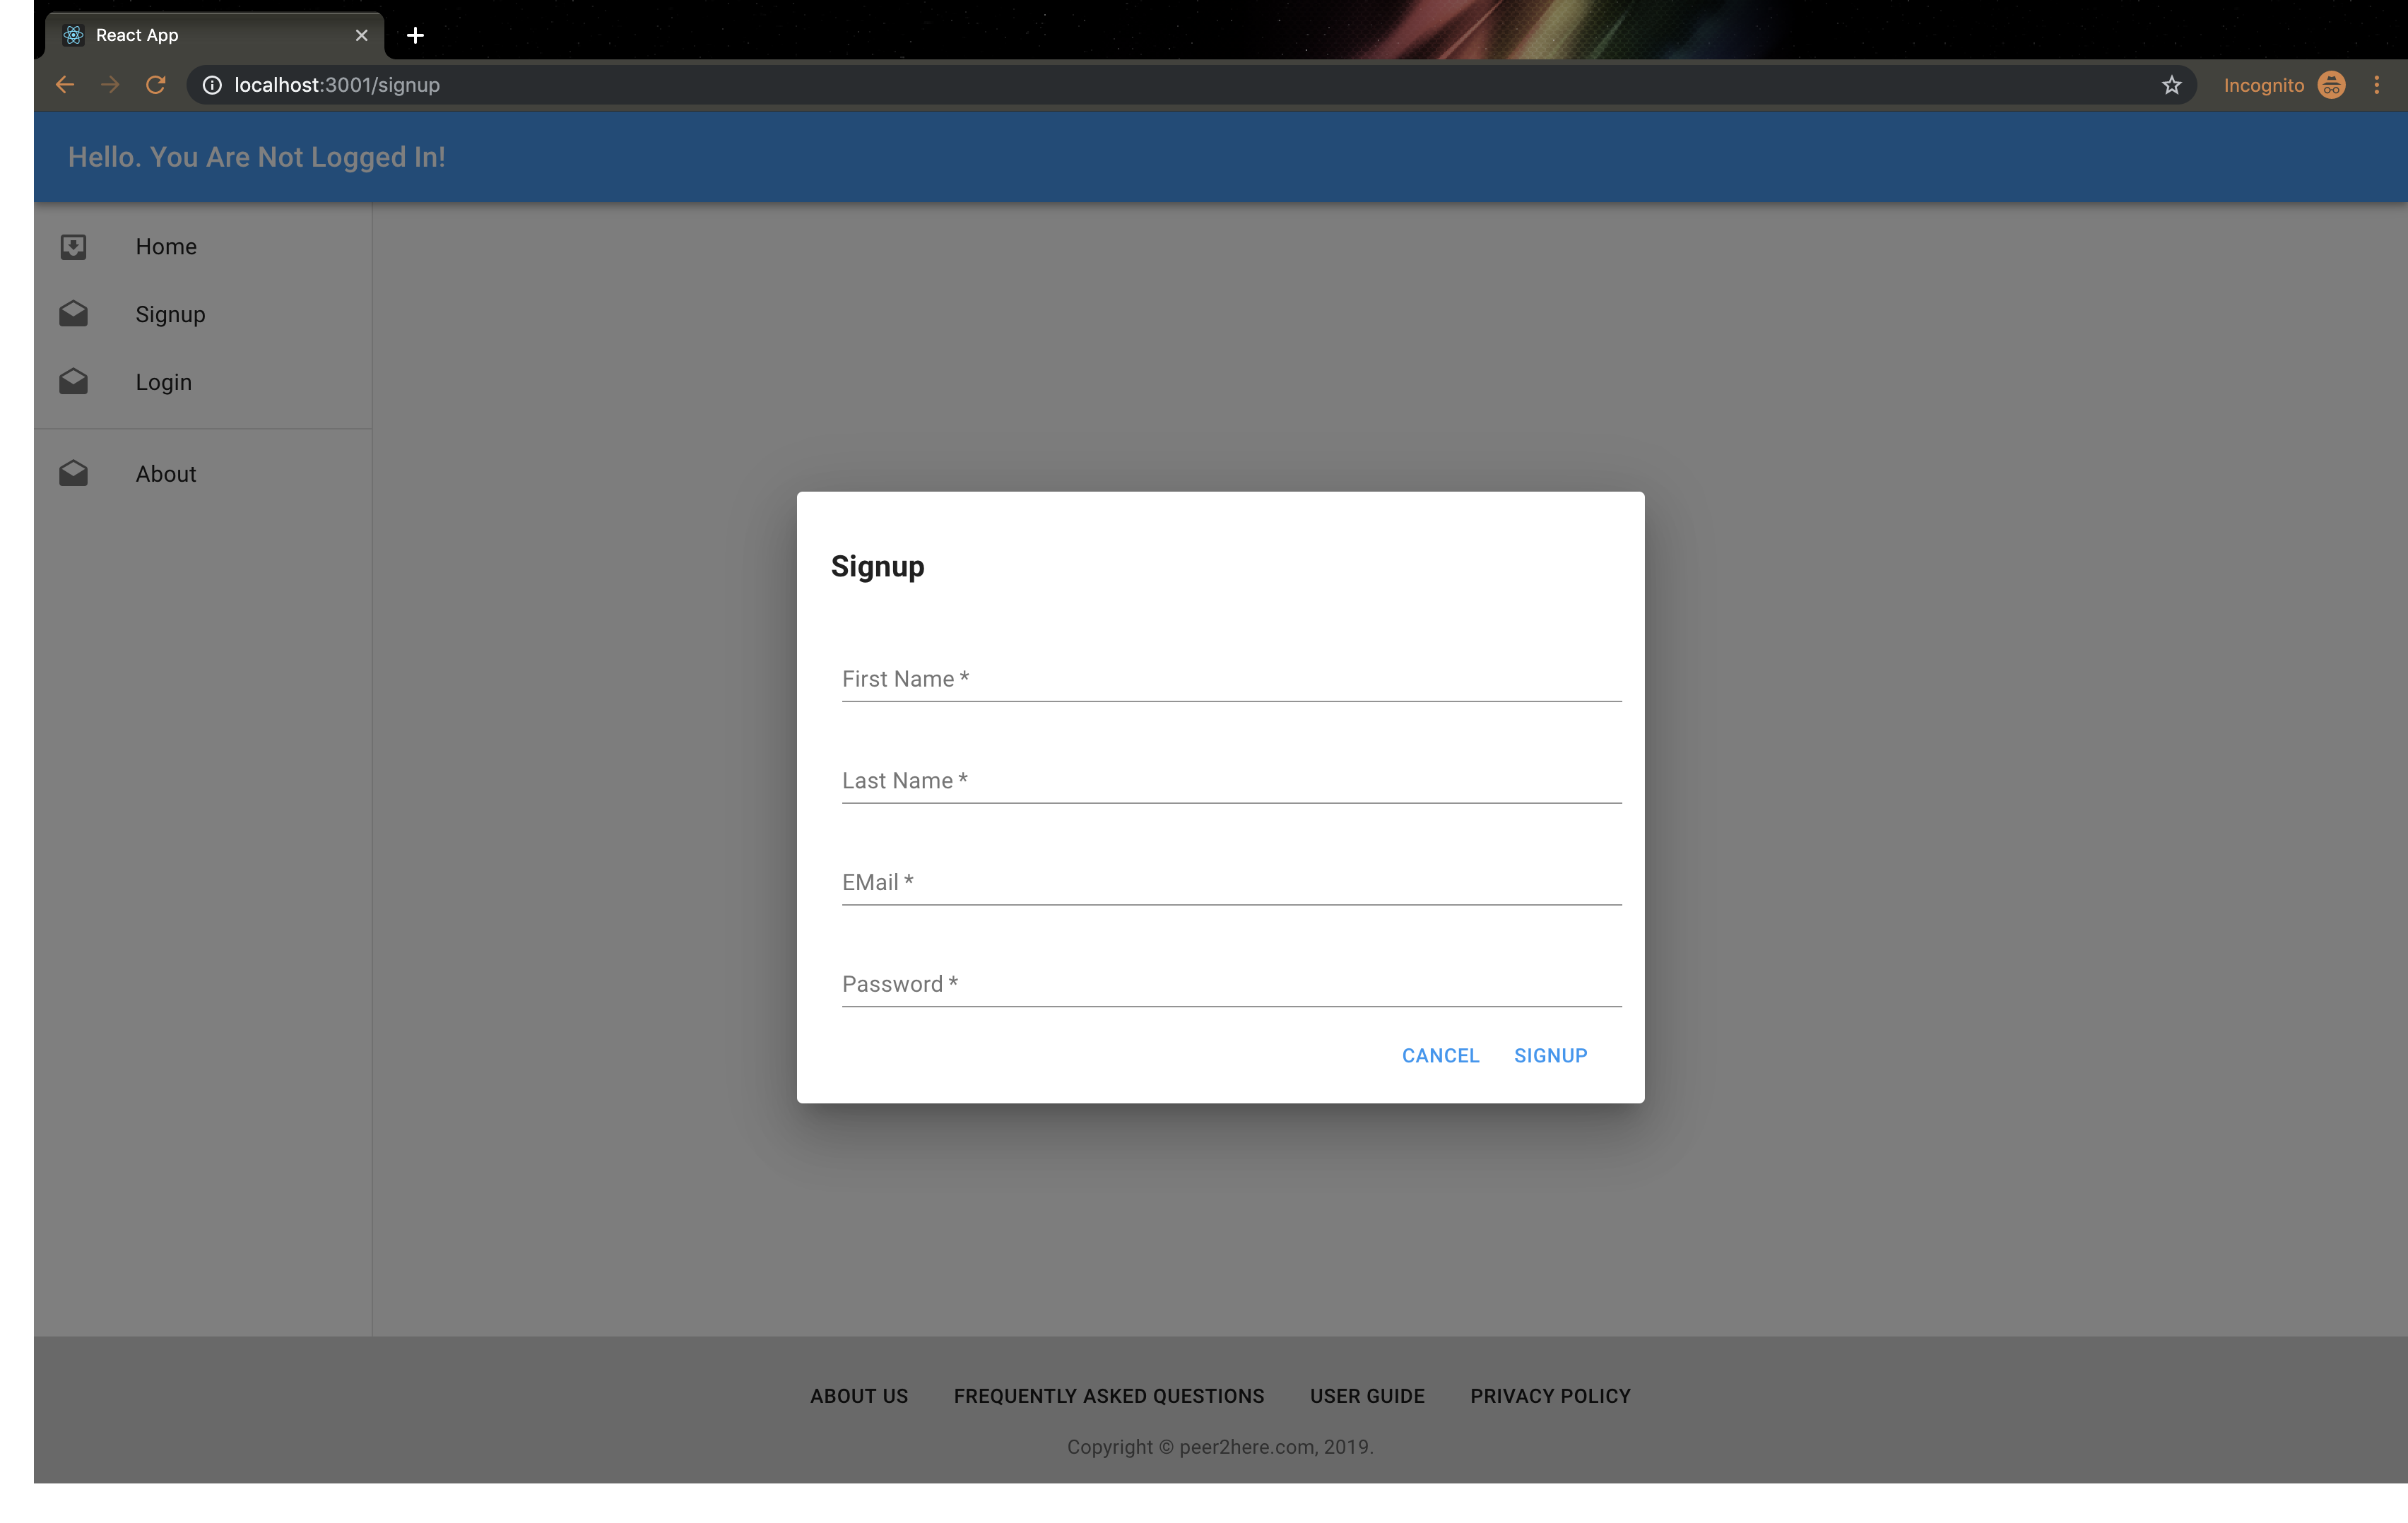 React App
localhost:3001/signup
Incognito
Hello. You Are Not Logged In!
Home
Signup
Login
About
Signup
First Name *
Last Name *
EMail *
Password *
CANCEL SIGNUP
ABOUT US FREQUENTLY ASKED QUESTIONS USER GUIDE PRIVACY POLICY
Copyright © peer2here.com, 2019.